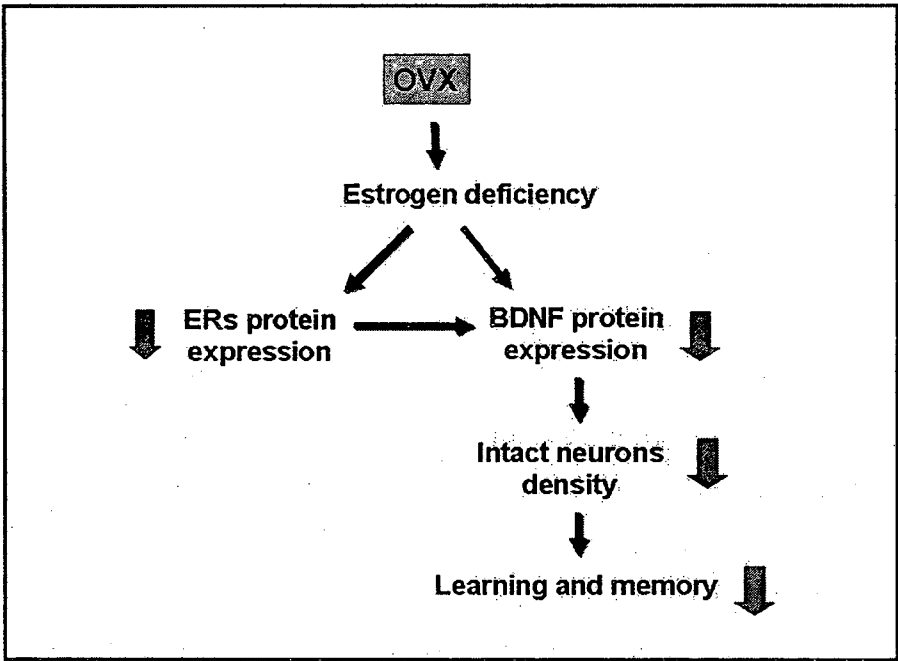 OVX
Estrogen deficiency
ERs protein
expression
BDNF protein
expression
Intact neurons
density
Learning and memory